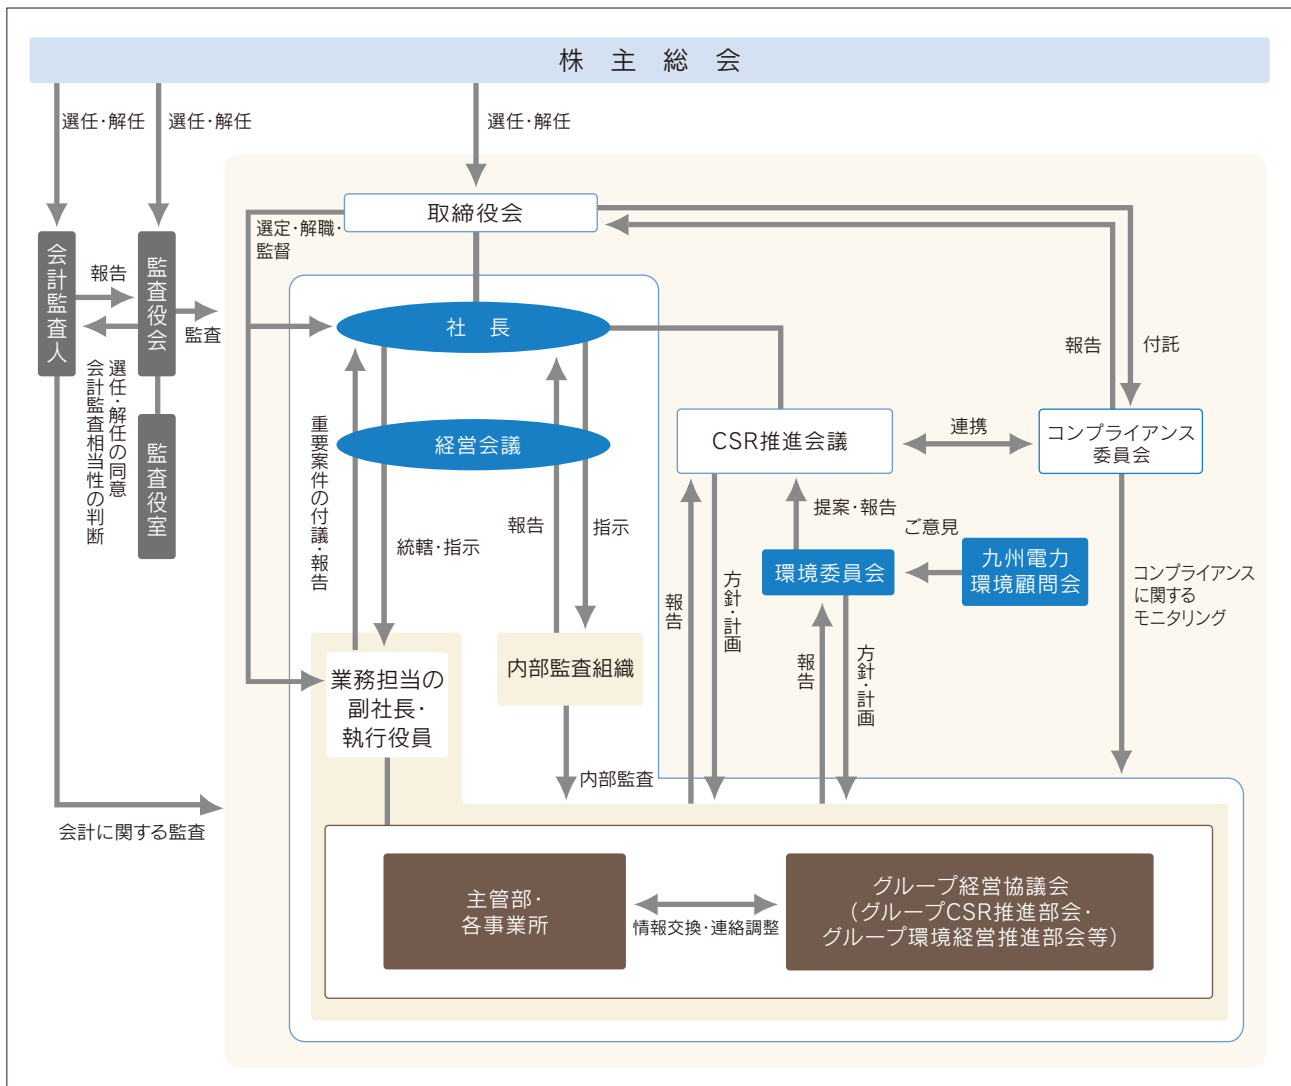 株主総会
選任・解任
選任・解任
選任・解任
取締役会
選定・解職・
監督
会計監査人
報告
監査役会
監査
選任・解任の同意
会計監査相当性の判断
監査役室
社長
報告
付託
経営会議
CSR推進会議
連携
コンプライアンス
委員会
重要案件の付議・報告
統轄・指示
報告
指示
提案・報告
ご意見
環境委員会
九州電力
環境顧問会
報告
方針・計画
報告
方針・計画
コンプライアンス
に関する
モニタリング
業務担当の
副社長・
執行役員
内部監査組織
内部監査
会計に関する監査
主管部・
各事業所
情報交換・連絡調整
グループ経営協議会
（グループCSR推進部会・
グループ環境経営推進部会等）